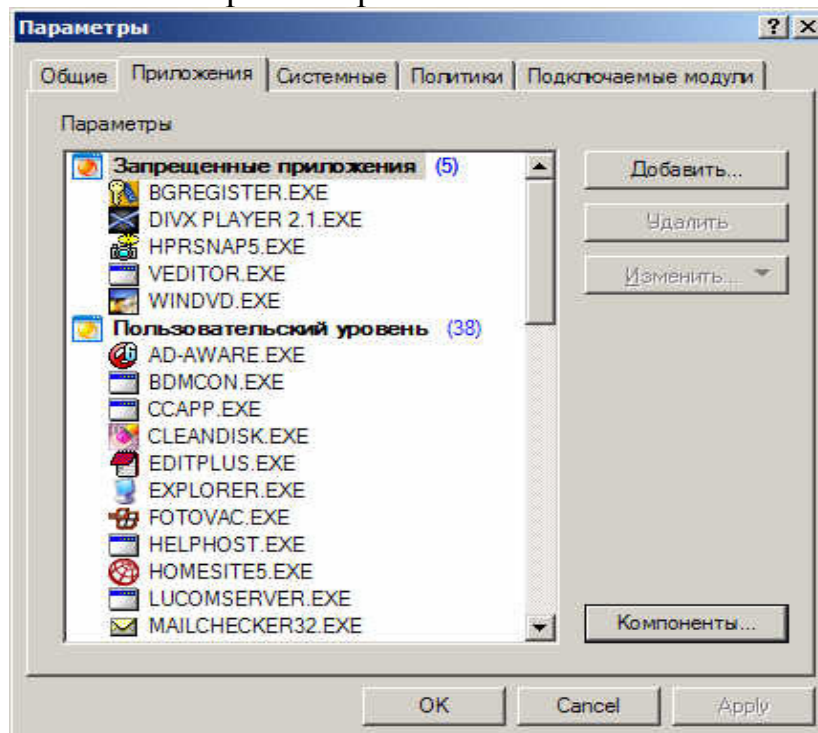 Параметры
Общие Приложения Системные Политики Подключаемые модули
Параметры
Запрещенные приложения (5)
BGREGISTER.EXE
DIVX PLAYER 2.1.EXE
HPRSNAP5.EXE
VEDITOR.EXE
WINDVD.EXE
Пользовательский уровень (38)
AD-AWARE.EXE
BDMCON.EXE
CCAPP.EXE
CLEANDISK.EXE
EDITPLUS.EXE
EXPLORER.EXE
FOTOVAC.EXE
HELPHOST.EXE
HOMESITE5.EXE
LUCOMSERVER.EXE
MAILCHECKER32.EXE
Добавить...
Удалить
Изменить...
Компоненты...
OK Cancel Apply